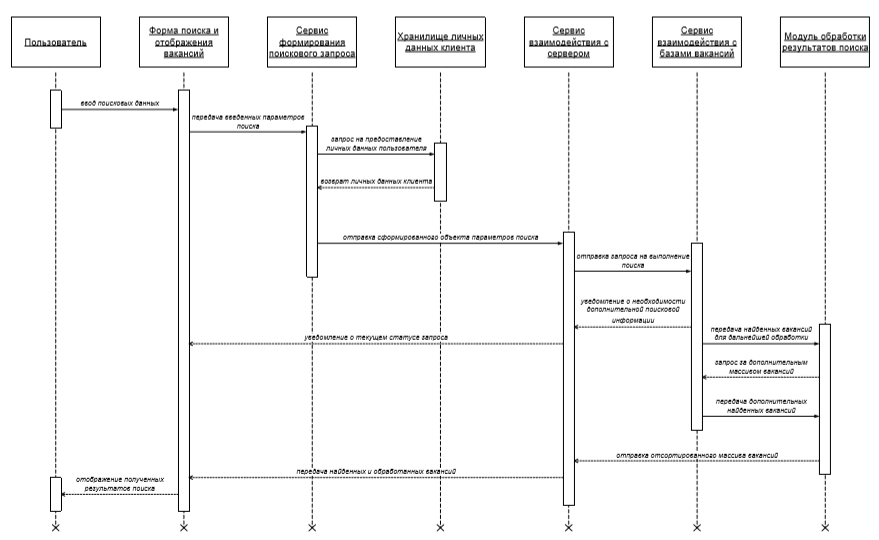 Пользователь
Форма поиска и
отображения
вакансий
Сервис
формирования
поискового запроса
Хранилище личных
данных клиента
Сервис
взаимодействия с
сервером
Сервис
взаимодействия с
базами вакансий
Модуль обработки
результатов поиска
ввод поисковых данных
передача введенных параметров
поиска
запрос на предоставление
личных данных пользователя
возврат личных данных клиента
отправка сформированного объекта параметров поиска
отправка запроса на выполнение
поиска
уведомление о необходимости
дополнительной поисковой
информации
передача найденных вакансий
для дальнейшей обработки
уведомление о текущем статусе запроса
запрос за дополнительным
массивом вакансий
передача дополнительных
найденных вакансий
отправка отсортированного массива вакансий
передача найденных и обработанных вакансий
отображение полученных
результатов поиска